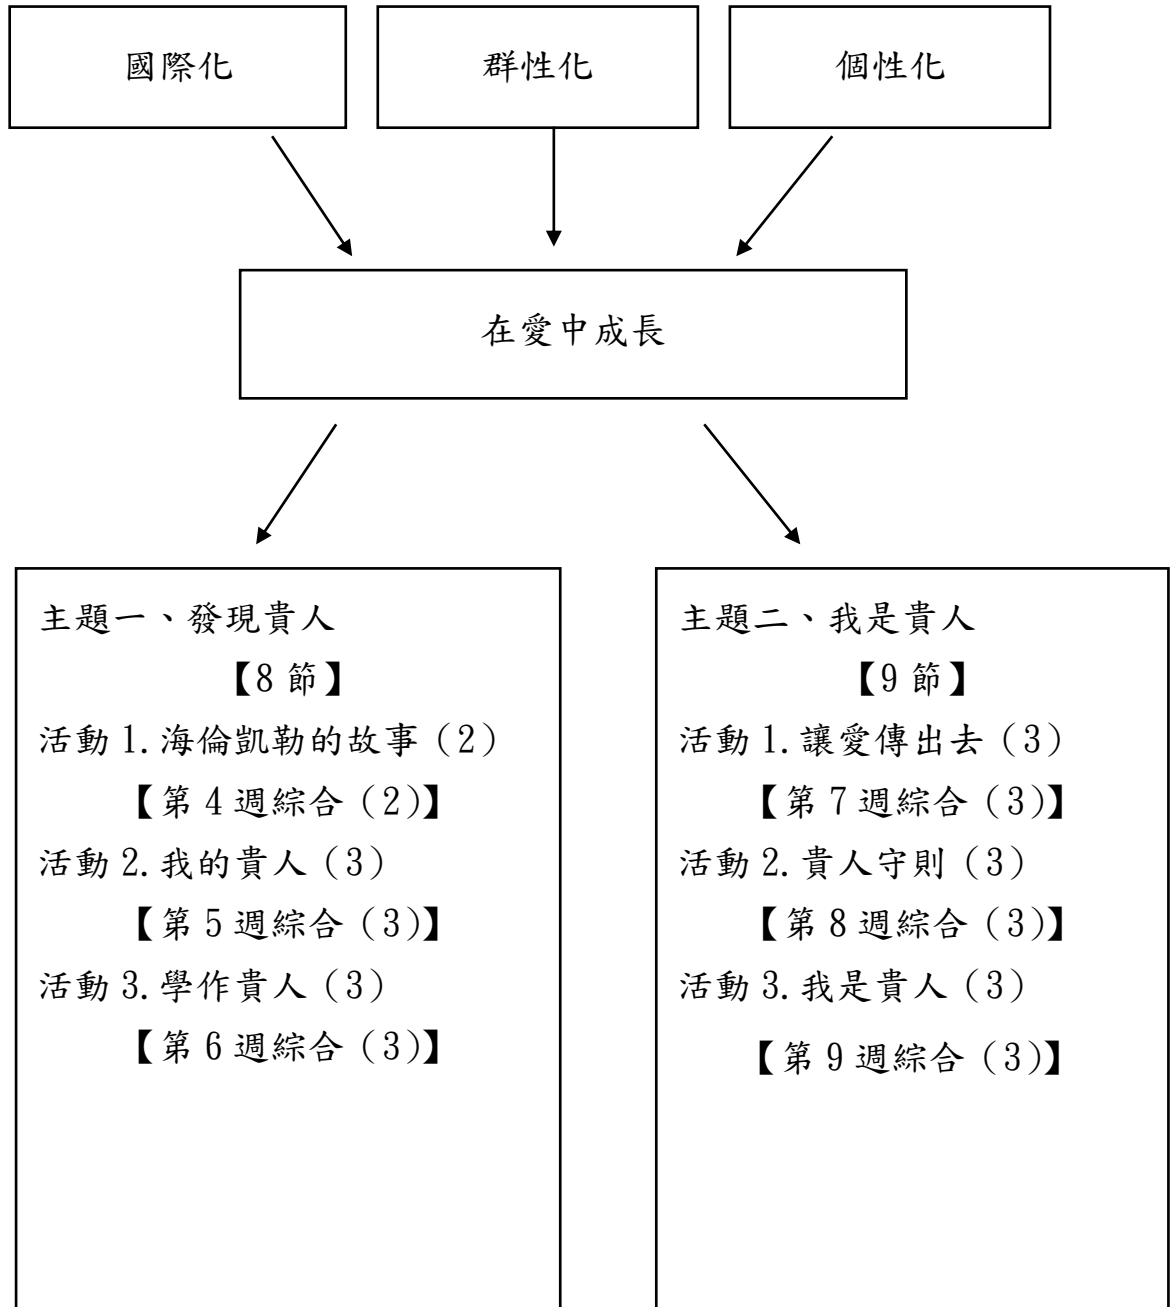 國際化
群性化
個性化
在愛中成長
主題一、發現貴人
【8 節】
活動 1.海倫凱勒的故事（2）
【第 4 週綜合（2）】
活動 2.我的貴人（3）
【第 5 週綜合（3）】
活動 3.學作貴人（3）
【第 6 週綜合（3）】
主題二、我是貴人
【9 節】
活動 1.讓愛傳出去（3）
【第 7 週綜合（3）】
活動 2.貴人守則（3）
【第 8 週綜合（3）】
活動 3.我是貴人（3）
【第 9 週綜合（3）】